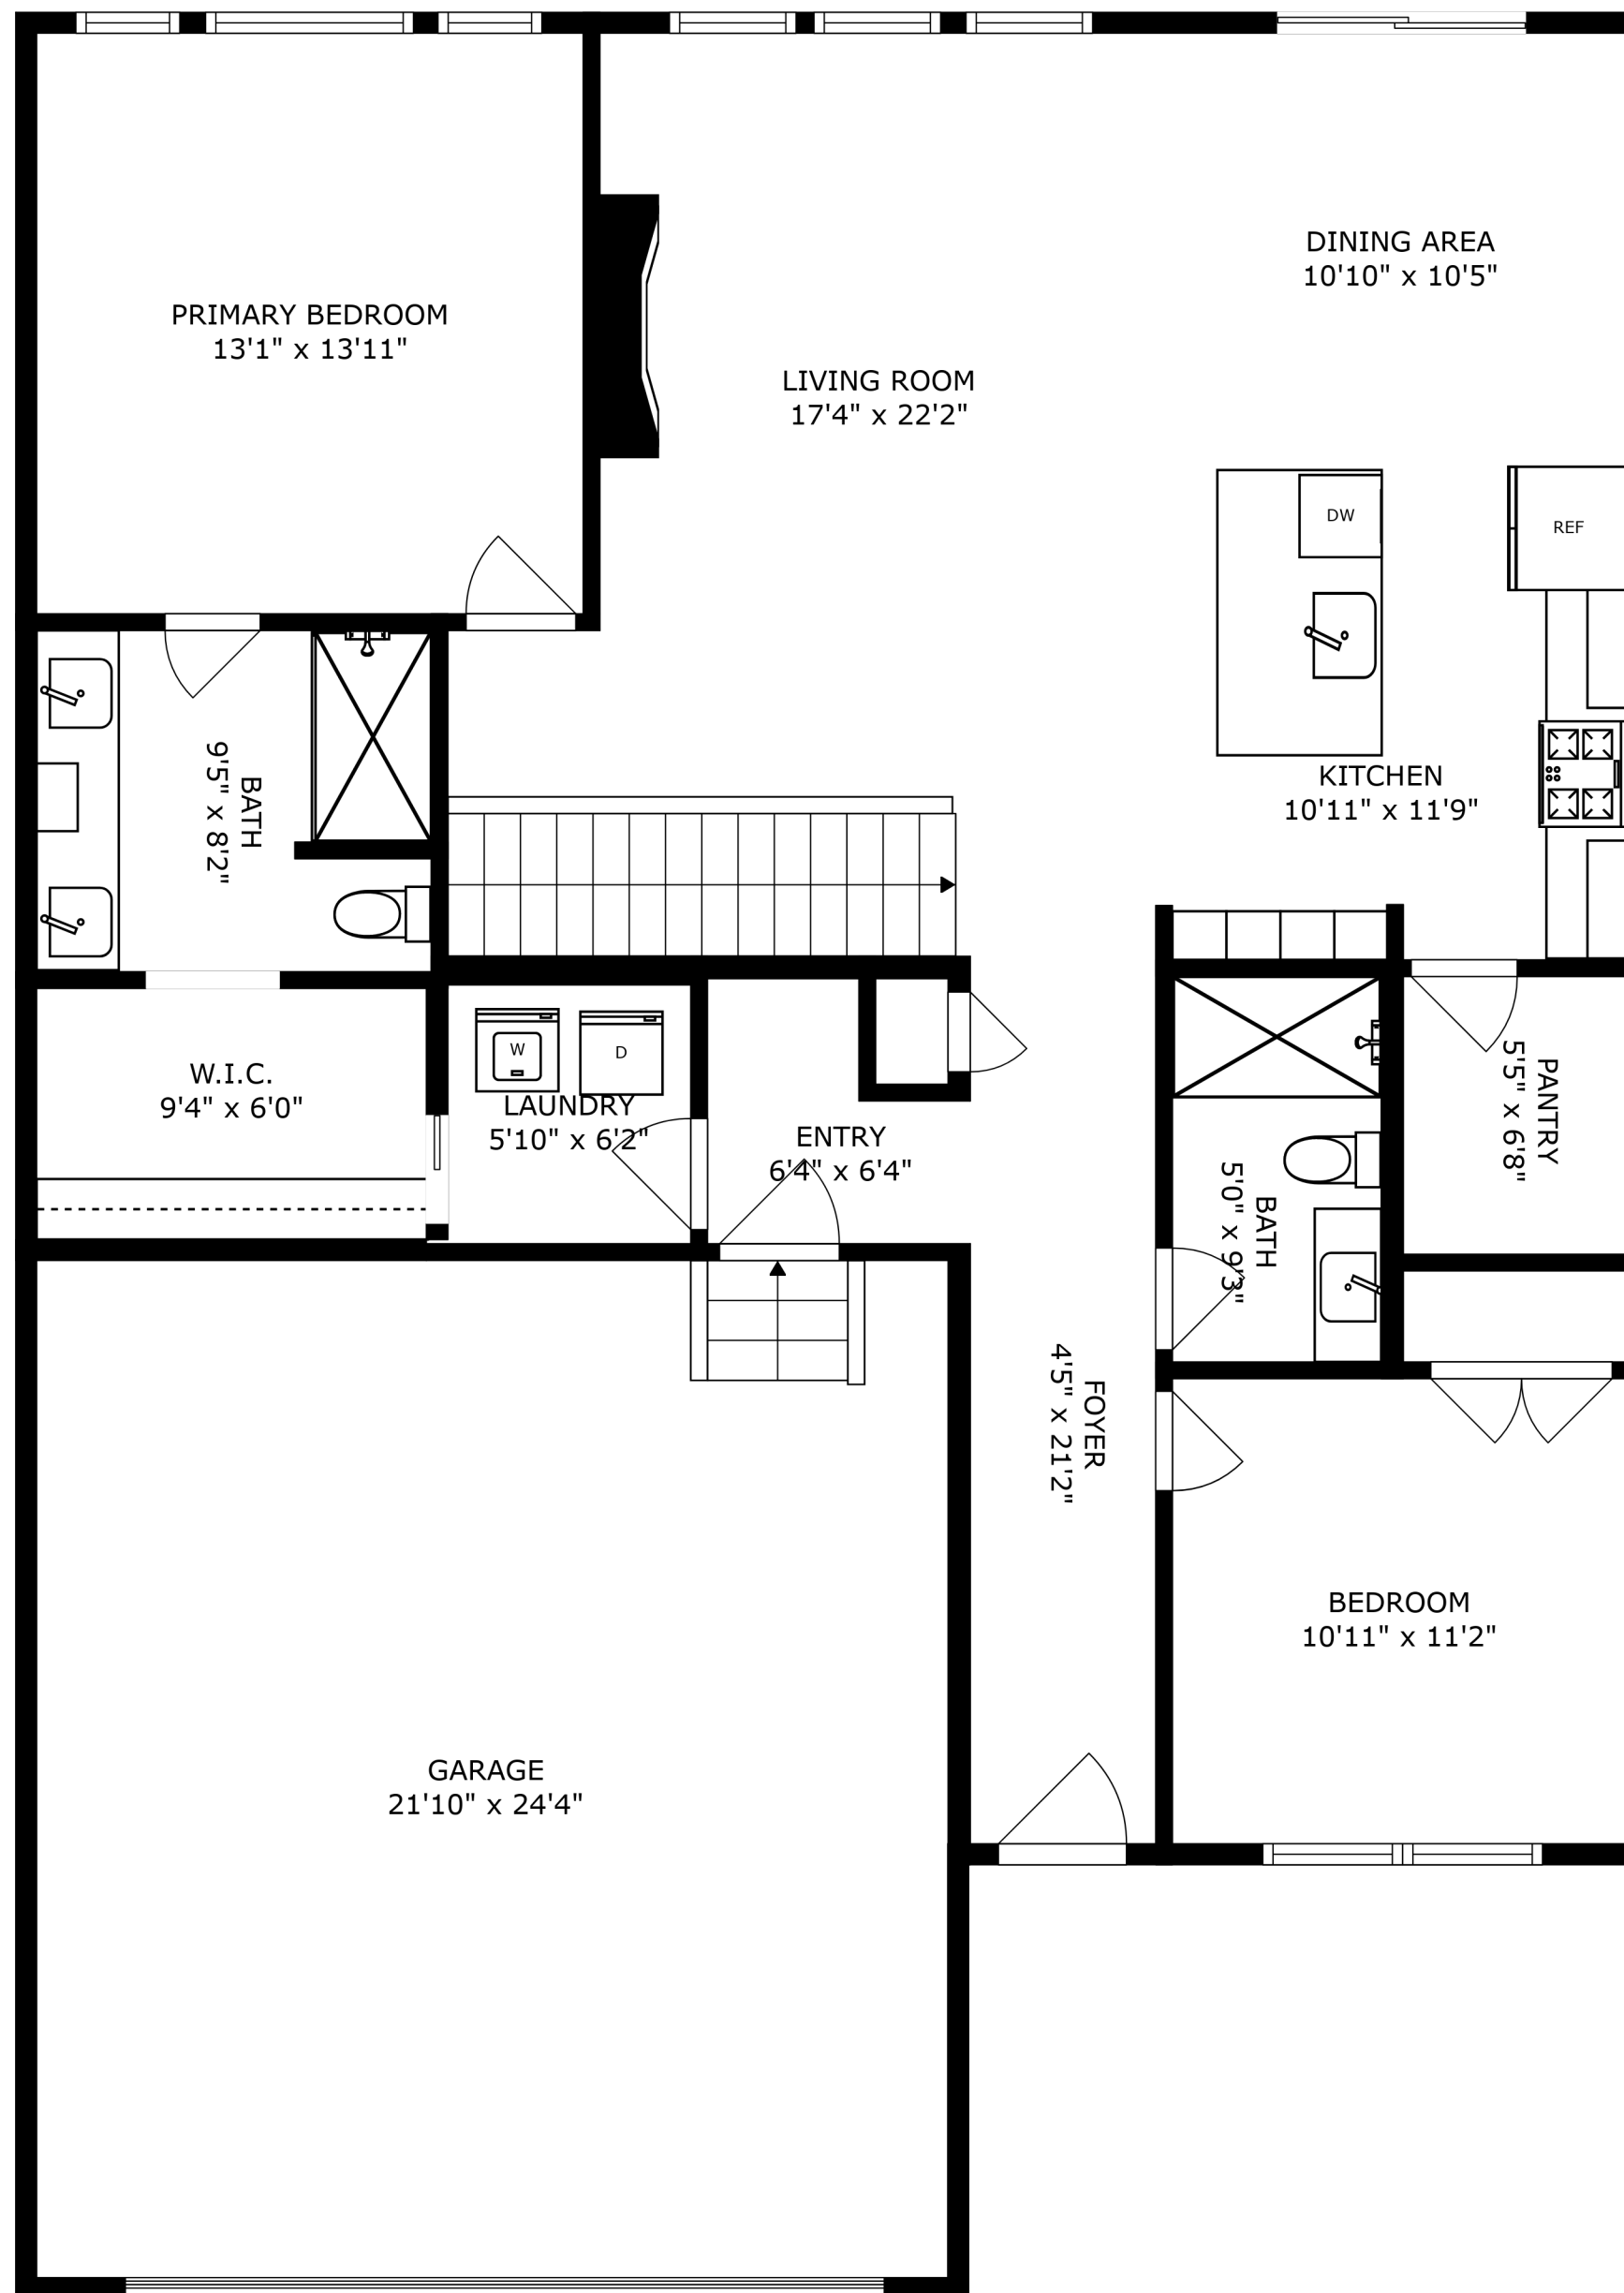 DINING AREA
10'10" x 10'5"
PRIMARY BEDROOM
13'1" x 13'11"
LIVING ROOM
17'4" x 22'2"
DW
REF
KITCHEN
10'11" x 11'9"
BATH
9'5" x 8'2"
W.I.C.
9'4" x 6'0"
W
D
LAUNDRY
5'10" x 6'2"
ENTRY
6'4" x 6'4"
PANTRY
5'5" x 6'8"
BATH
5'0" x 9'3"
FOYER
4'5" x 21'2"
BEDROOM
10'11" x 11'2"
GARAGE
21'10" x 24'4"